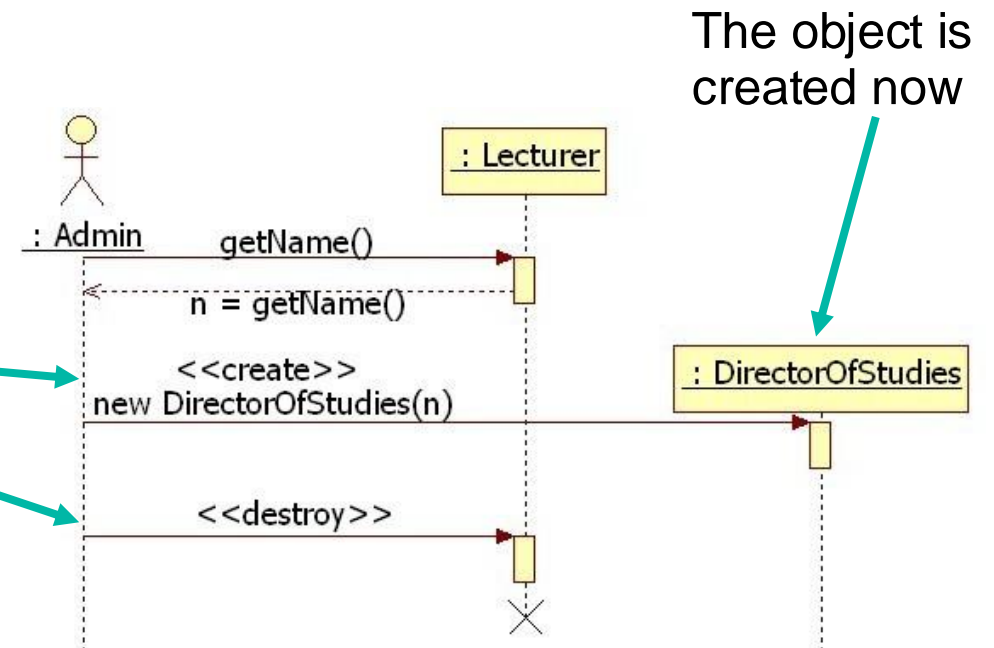 The object is
created now
: Lecturer
: Admin
getName()
n = getName()
<<create>>
new DirectorOfStudies(n)
: DirectorOfStudies
<<destroy>>